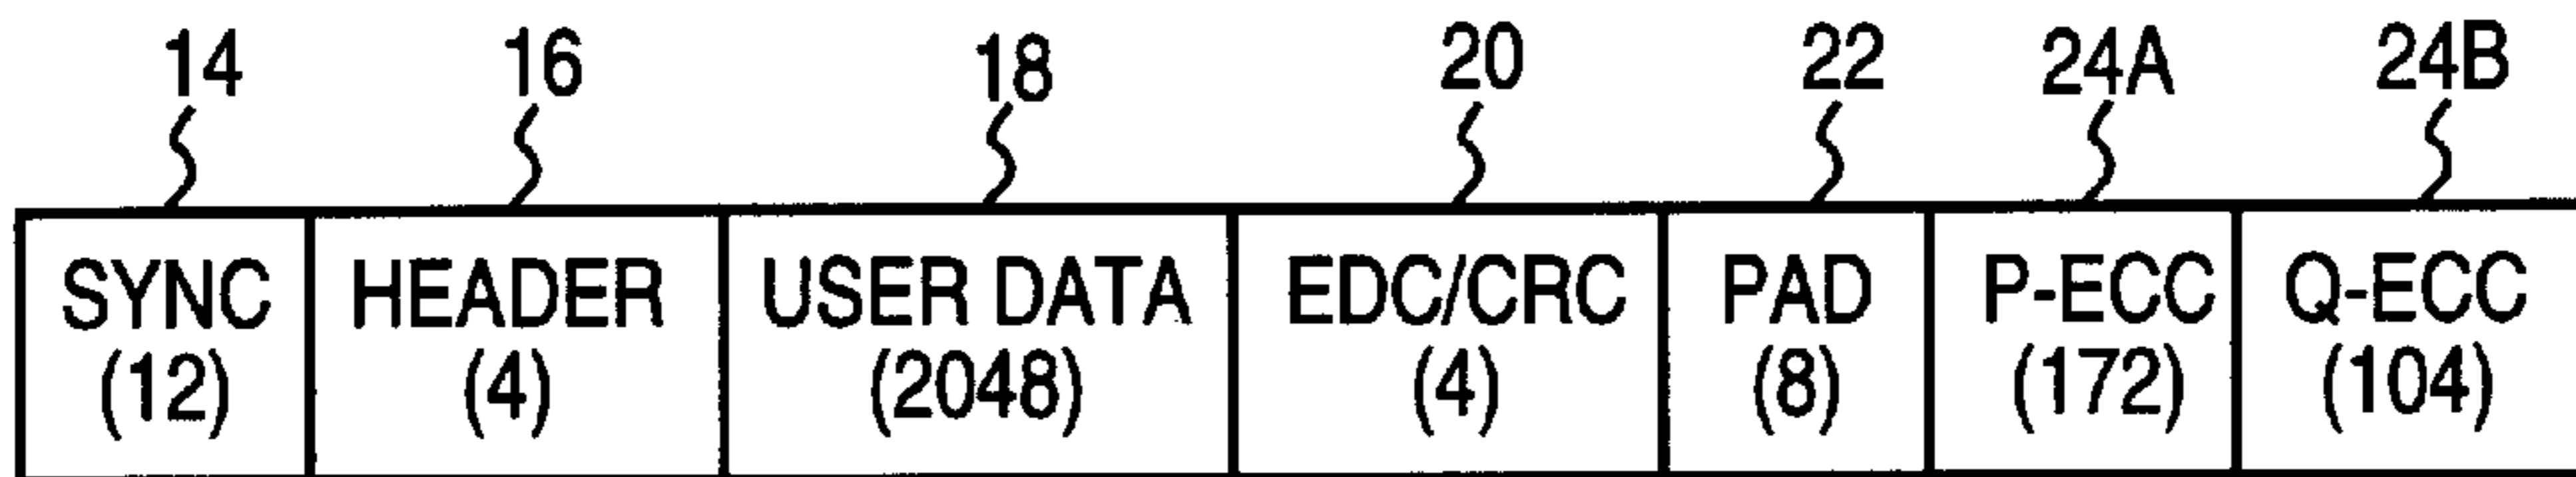 14 16 18 20 22 24A 24B
SYNC HEADER USER DATA EDC/CRC PAD P-ECC Q-ECC
(12) (4) (2048) (4) (8) (172) (104)